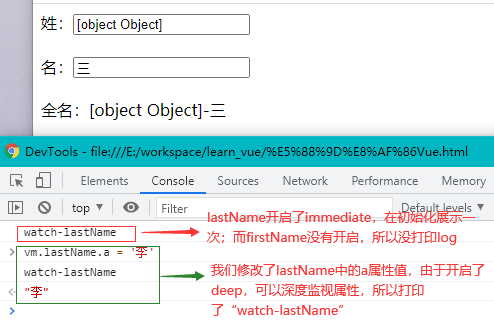 姓：[object Object]
名：三
全名：[object Object]-三
DevTools - file:///E:/workspace/learn_vue/%E5%88%9D%E8%AF%86Vue.html
Elements Console Sources Network Performance M
top Filter Default levels
watch-lastName
lastName开启了immediate，在初始化展示一
次；而firstName没有开启，所以没打印log
vm.lastName.a = '李'
watch-lastName
"李"
我们修改了lastName中的a属性值，由于开启了
deep，可以深度监视属性，所以打印
了“watch-lastName”